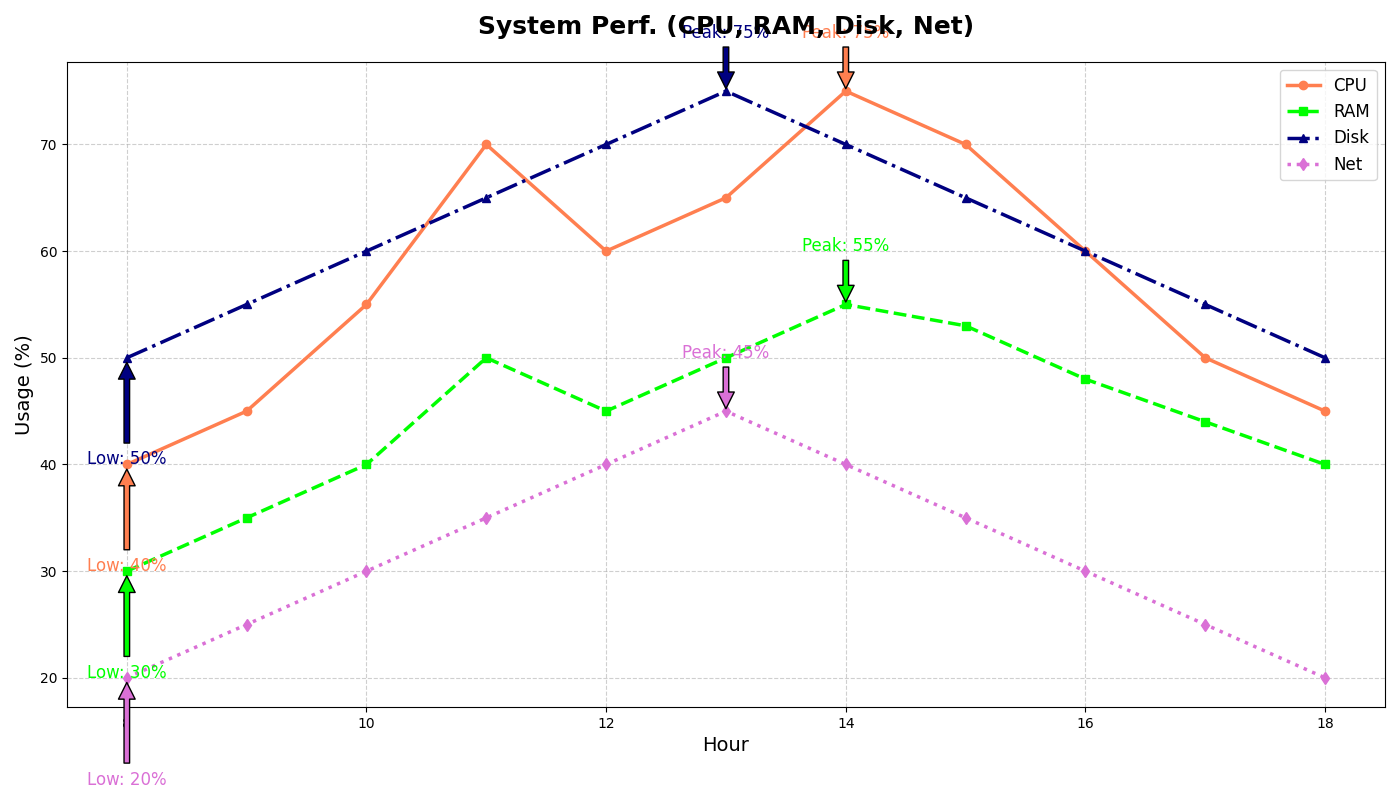 System Perf. (CPU, RAM, Disk, Net)
Peak: 75%
Peak: 75%
CPU
RAM
Disk
Net
Peak: 55%
Peak: 45%
Low: 50%
Low: 40%
Low: 30%
Low: 20%
Usage (%)
70
60
50
40
30
20
8
10
12
14
16
18
Hour